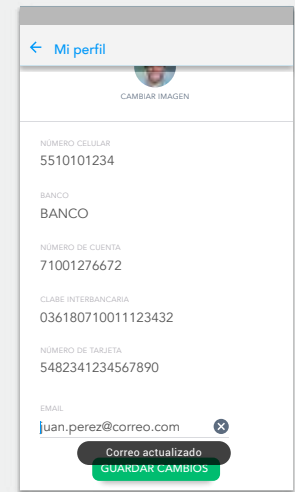 Mi perfil
CAMBIAR IMAGEN
NÚMERO CELULAR
5510101234
BANCO
BANCO
NÚMERO DE CUENTA
71001276672
CLABE INTERBANCARIA
036180710011123432
NÚMERO DE TARJETA
5482341234567890
EMAIL
juan.perez@correo.com
Correo actualizado
GUARDAR CAMBIOS